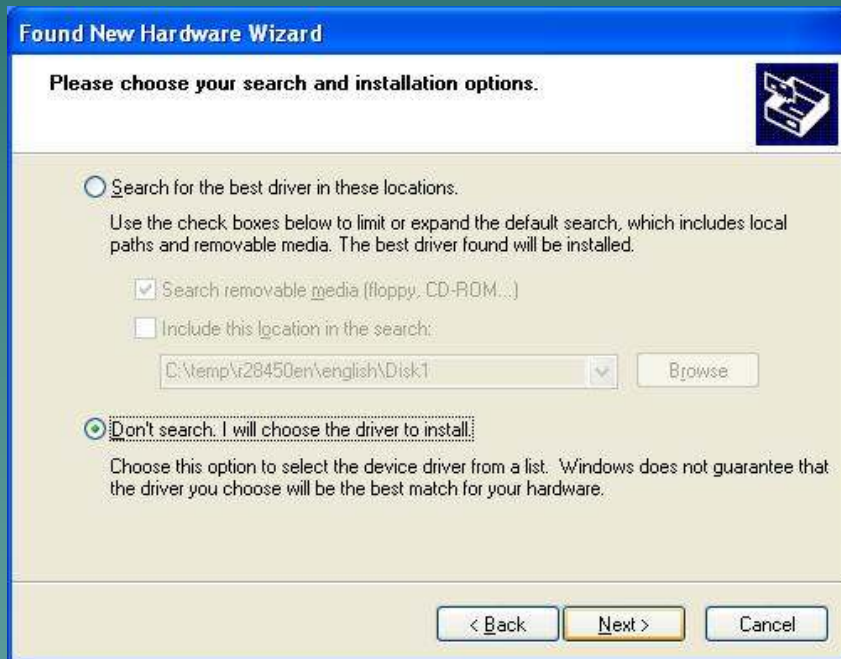 Found New Hardware Wizard
Please choose your search and installation options.
Search for the best driver in these locations.
Use the check boxes below to limit or expand the default search, which includes local
paths and removable media. The best driver found will be installed.
Search removable media (floppy, CD-ROM...)
Include this location in the search:
C:\temp\r28450en\english\Disk1
Browse
Don't search. I will choose the driver to install.
Choose this option to select the device driver from a list. Windows does not guarantee that
the driver you choose will be the best match for your hardware.
< Back Next > Cancel